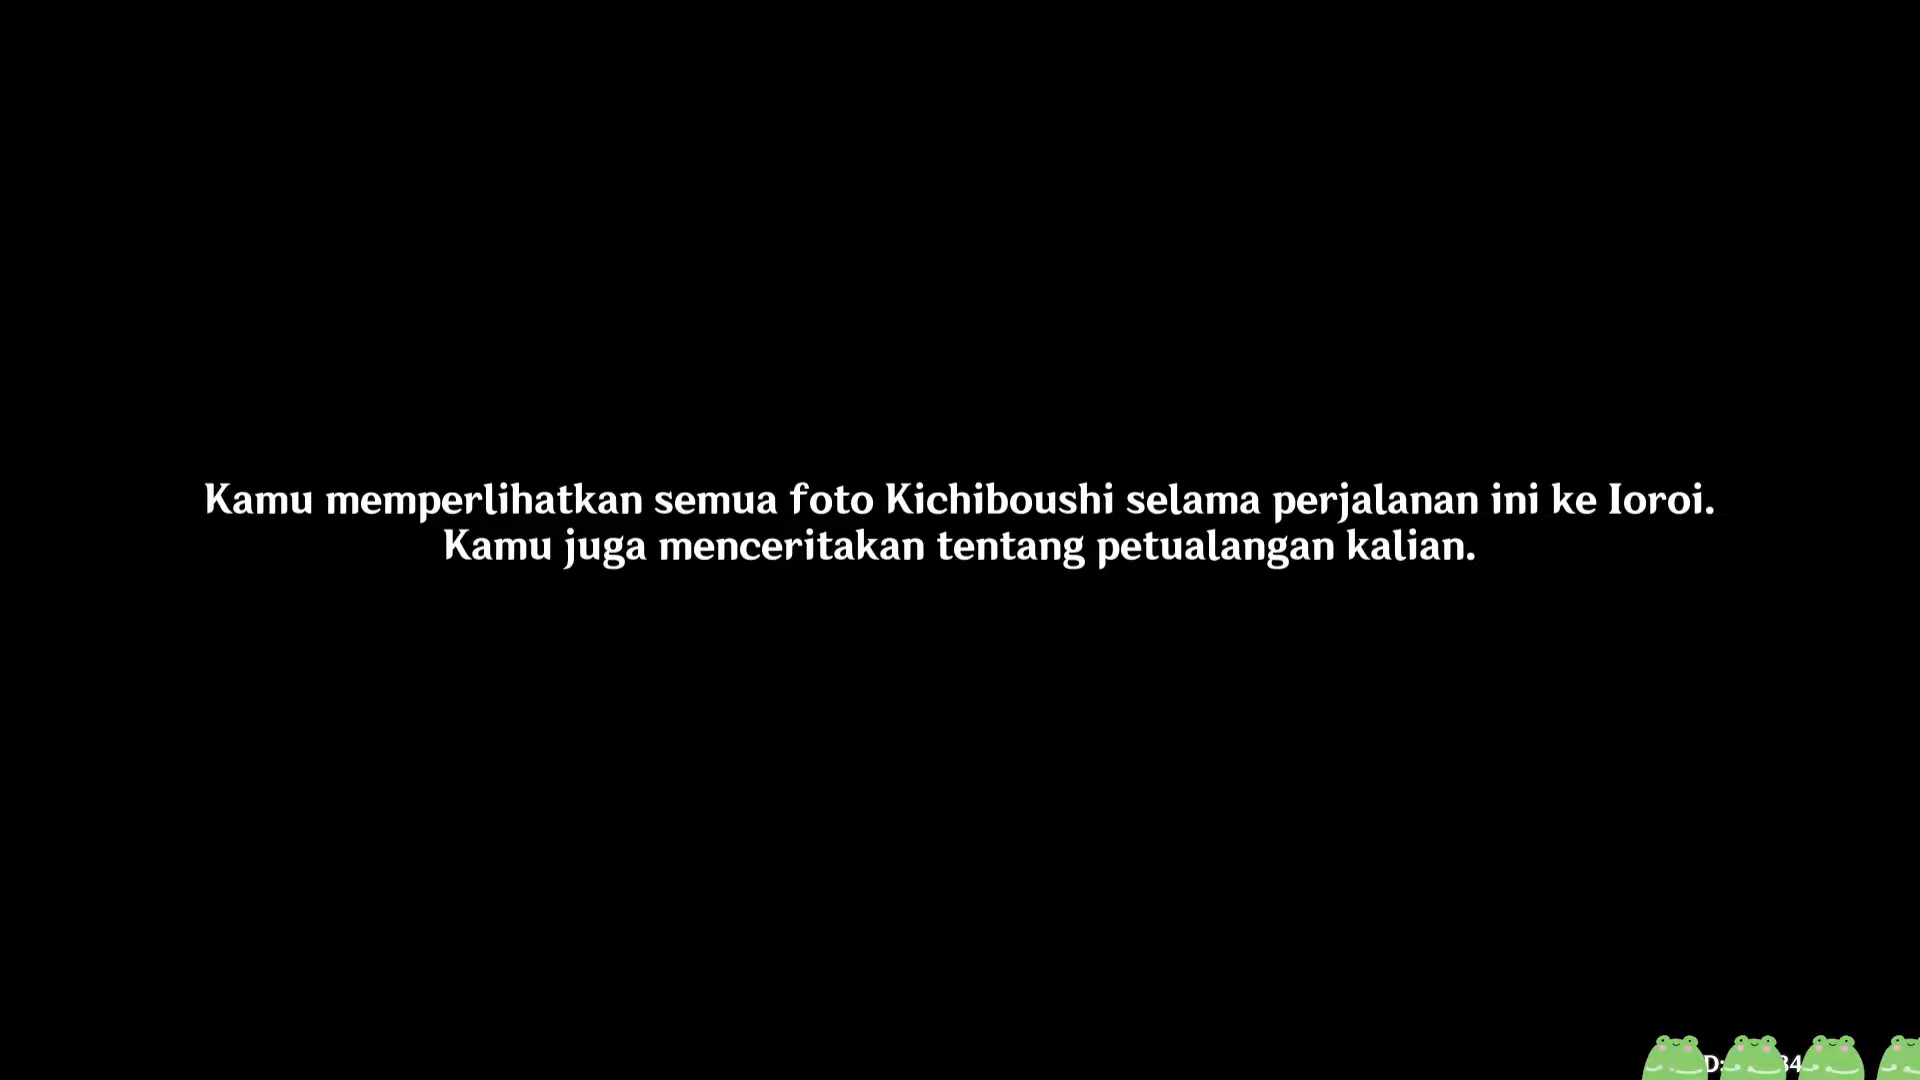 Kamu memperlihatkan semua foto Kichiboushi selama perjalanan ini ke Ioroi.
Kamu juga menceritakan tentang petualangan kalian.